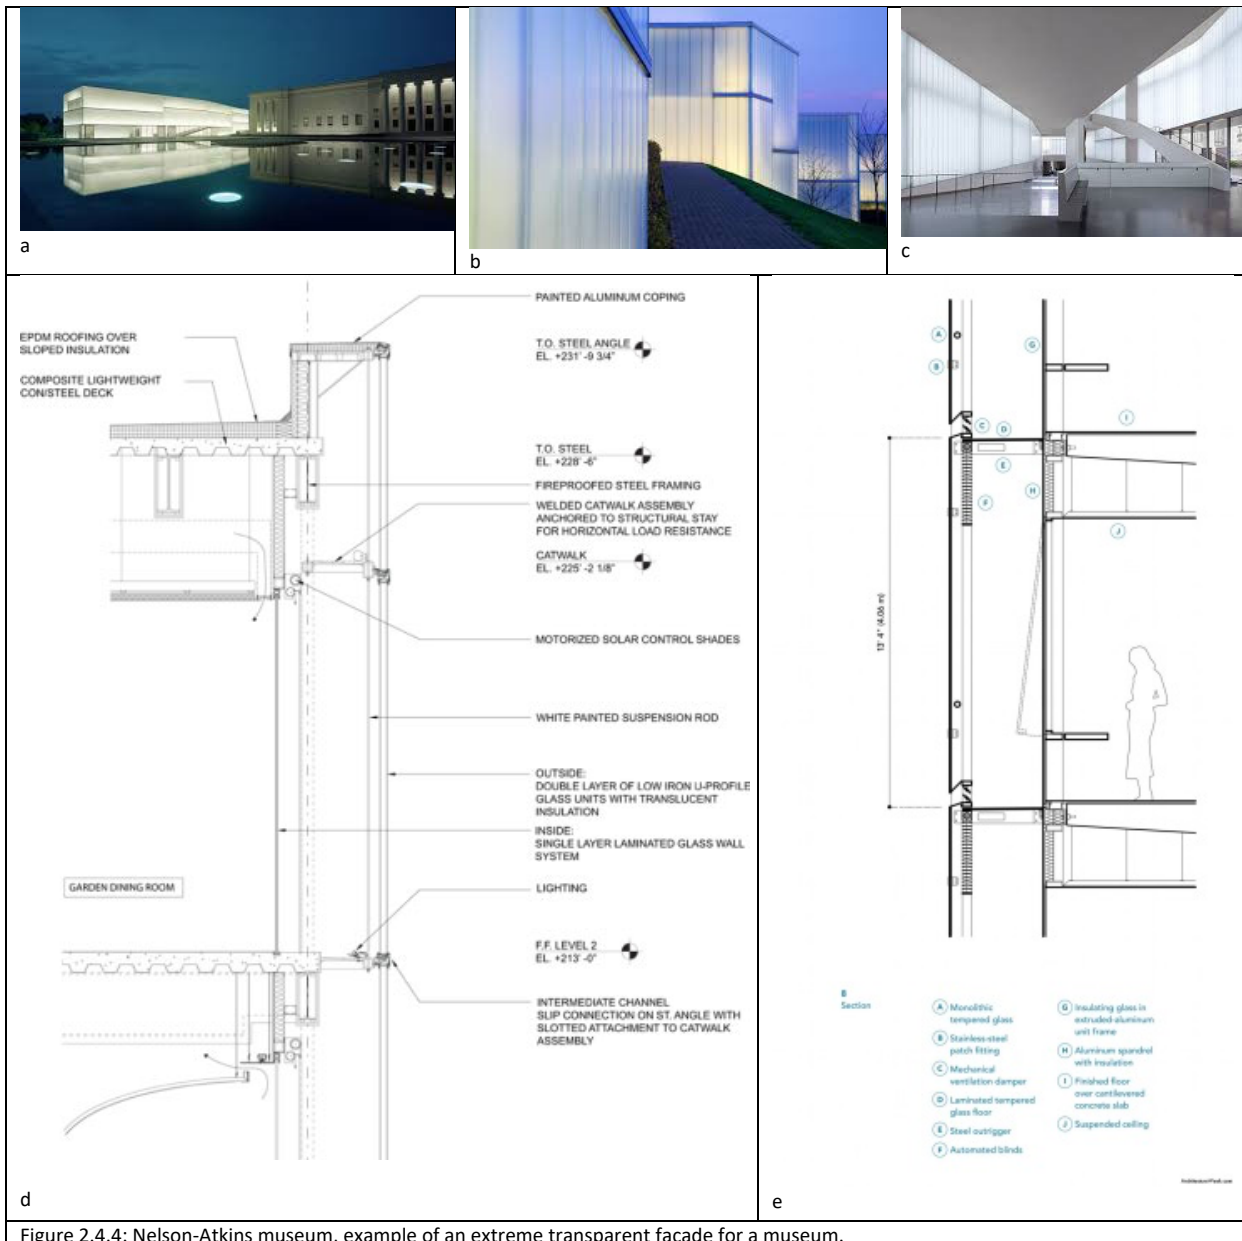 a
b
c
PAINTED ALUMINUM COPING
EPDM ROOFING OVER
SLOPED INSULATION
T.O. STEEL ANGLE
EL. +231' -9 3/4"
COMPOSITE LIGHTWEIGHT
CON/STEEL DECK
T.O. STEEL
EL. +228' -6"
FIREPROOFED STEEL FRAMING
WELDED CATWALK ASSEMBLY
ANCHORED TO STRUCTURAL STAY
FOR HORIZONTAL LOAD RESISTANCE
CATWALK
EL. +225' -2 1/8"
MOTORIZED SOLAR CONTROL SHADES
WHITE PAINTED SUSPENSION ROD
OUTSIDE:
DOUBLE LAYER OF LOW IRON U-PROFILE
GLASS UNITS WITH TRANSLUCENT
INSULATION
INSIDE:
SINGLE LAYER LAMINATED GLASS WALL
SYSTEM
GARDEN DINING ROOM
LIGHTING
F.F. LEVEL 2
EL. +213' -0"
INTERMEDIATE CHANNEL
SLIP CONNECTION ON ST. ANGLE WITH
SLOTTED ATTACHMENT TO CATWALK
ASSEMBLY
d
A
G
B
I
C
D
E
H
F
J
13' 4" (4.06 m)
B
Section
A Monolithic
tempered glass
B Stainless-steel
patch fitting
C Mechanical
ventilation damper
D Laminated tempered
glass floor
E Steel outrigger
F Automated blinds
G Insulating glass in
extruded-aluminum
unit frame
H Aluminum spandrel
with insulation
I Finished floor
over cantilevered
concrete slab
J Suspended ceiling
e
Figure 2.4.4: Nelson-Atkins museum, example of an extreme transparent facade for a museum.